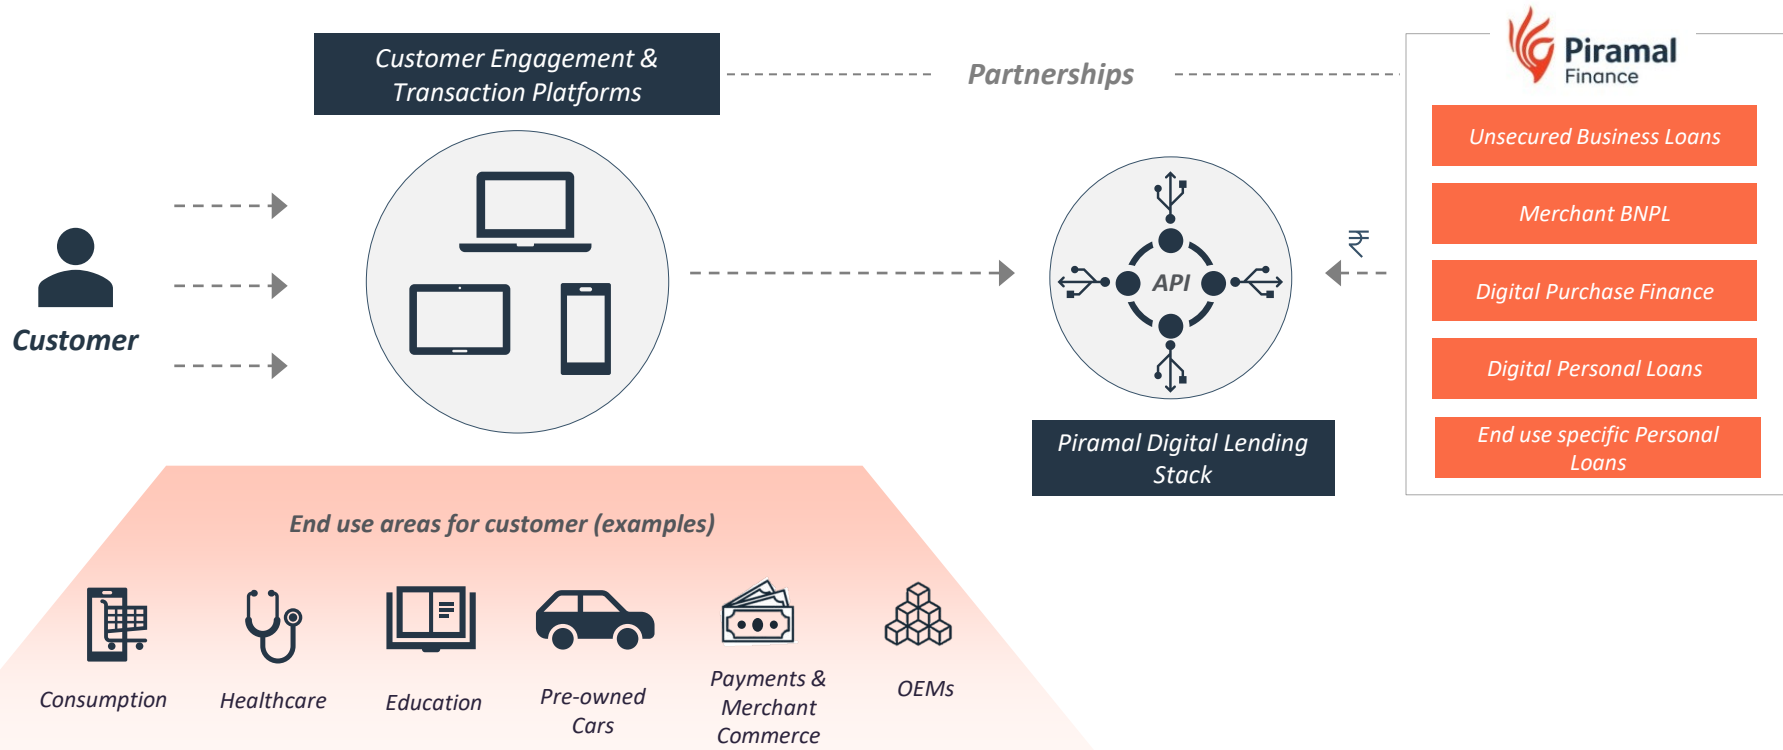 Customer Engagement &
Transaction Platforms
Partnerships
Piramal
Finance
Unsecured Business Loans
Merchant BNPL
Digital Purchase Finance
Digital Personal Loans
End use specific Personal
Loans
₹
API
Customer
Piramal Digital Lending
Stack
End use areas for customer (examples)
Consumption
Healthcare
Education
Pre-owned
Cars
Payments &
Merchant
Commerce
OEMs